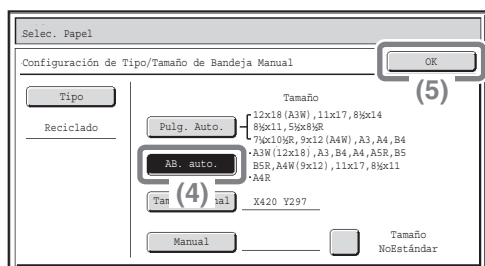 Selec. Papel
Configuración de Tipo/Tamaño de Bandeja Manual
OK
(5)
Tipo
Reciclado
Tamaño
Pulg. Auto.
12x18(A3W),11x17,8½x14
8½x11,5½x8½R
7¼x10½R,9x12(A4W),A3,A4,B4
AB. auto.
·A3W(12x18),A3,B4,A4,A5R,B5
B5R,A4W(9x12),11x17,8½x11
·A4R
(4)
X420 Y297
Manual
Tamaño
NoEstándar